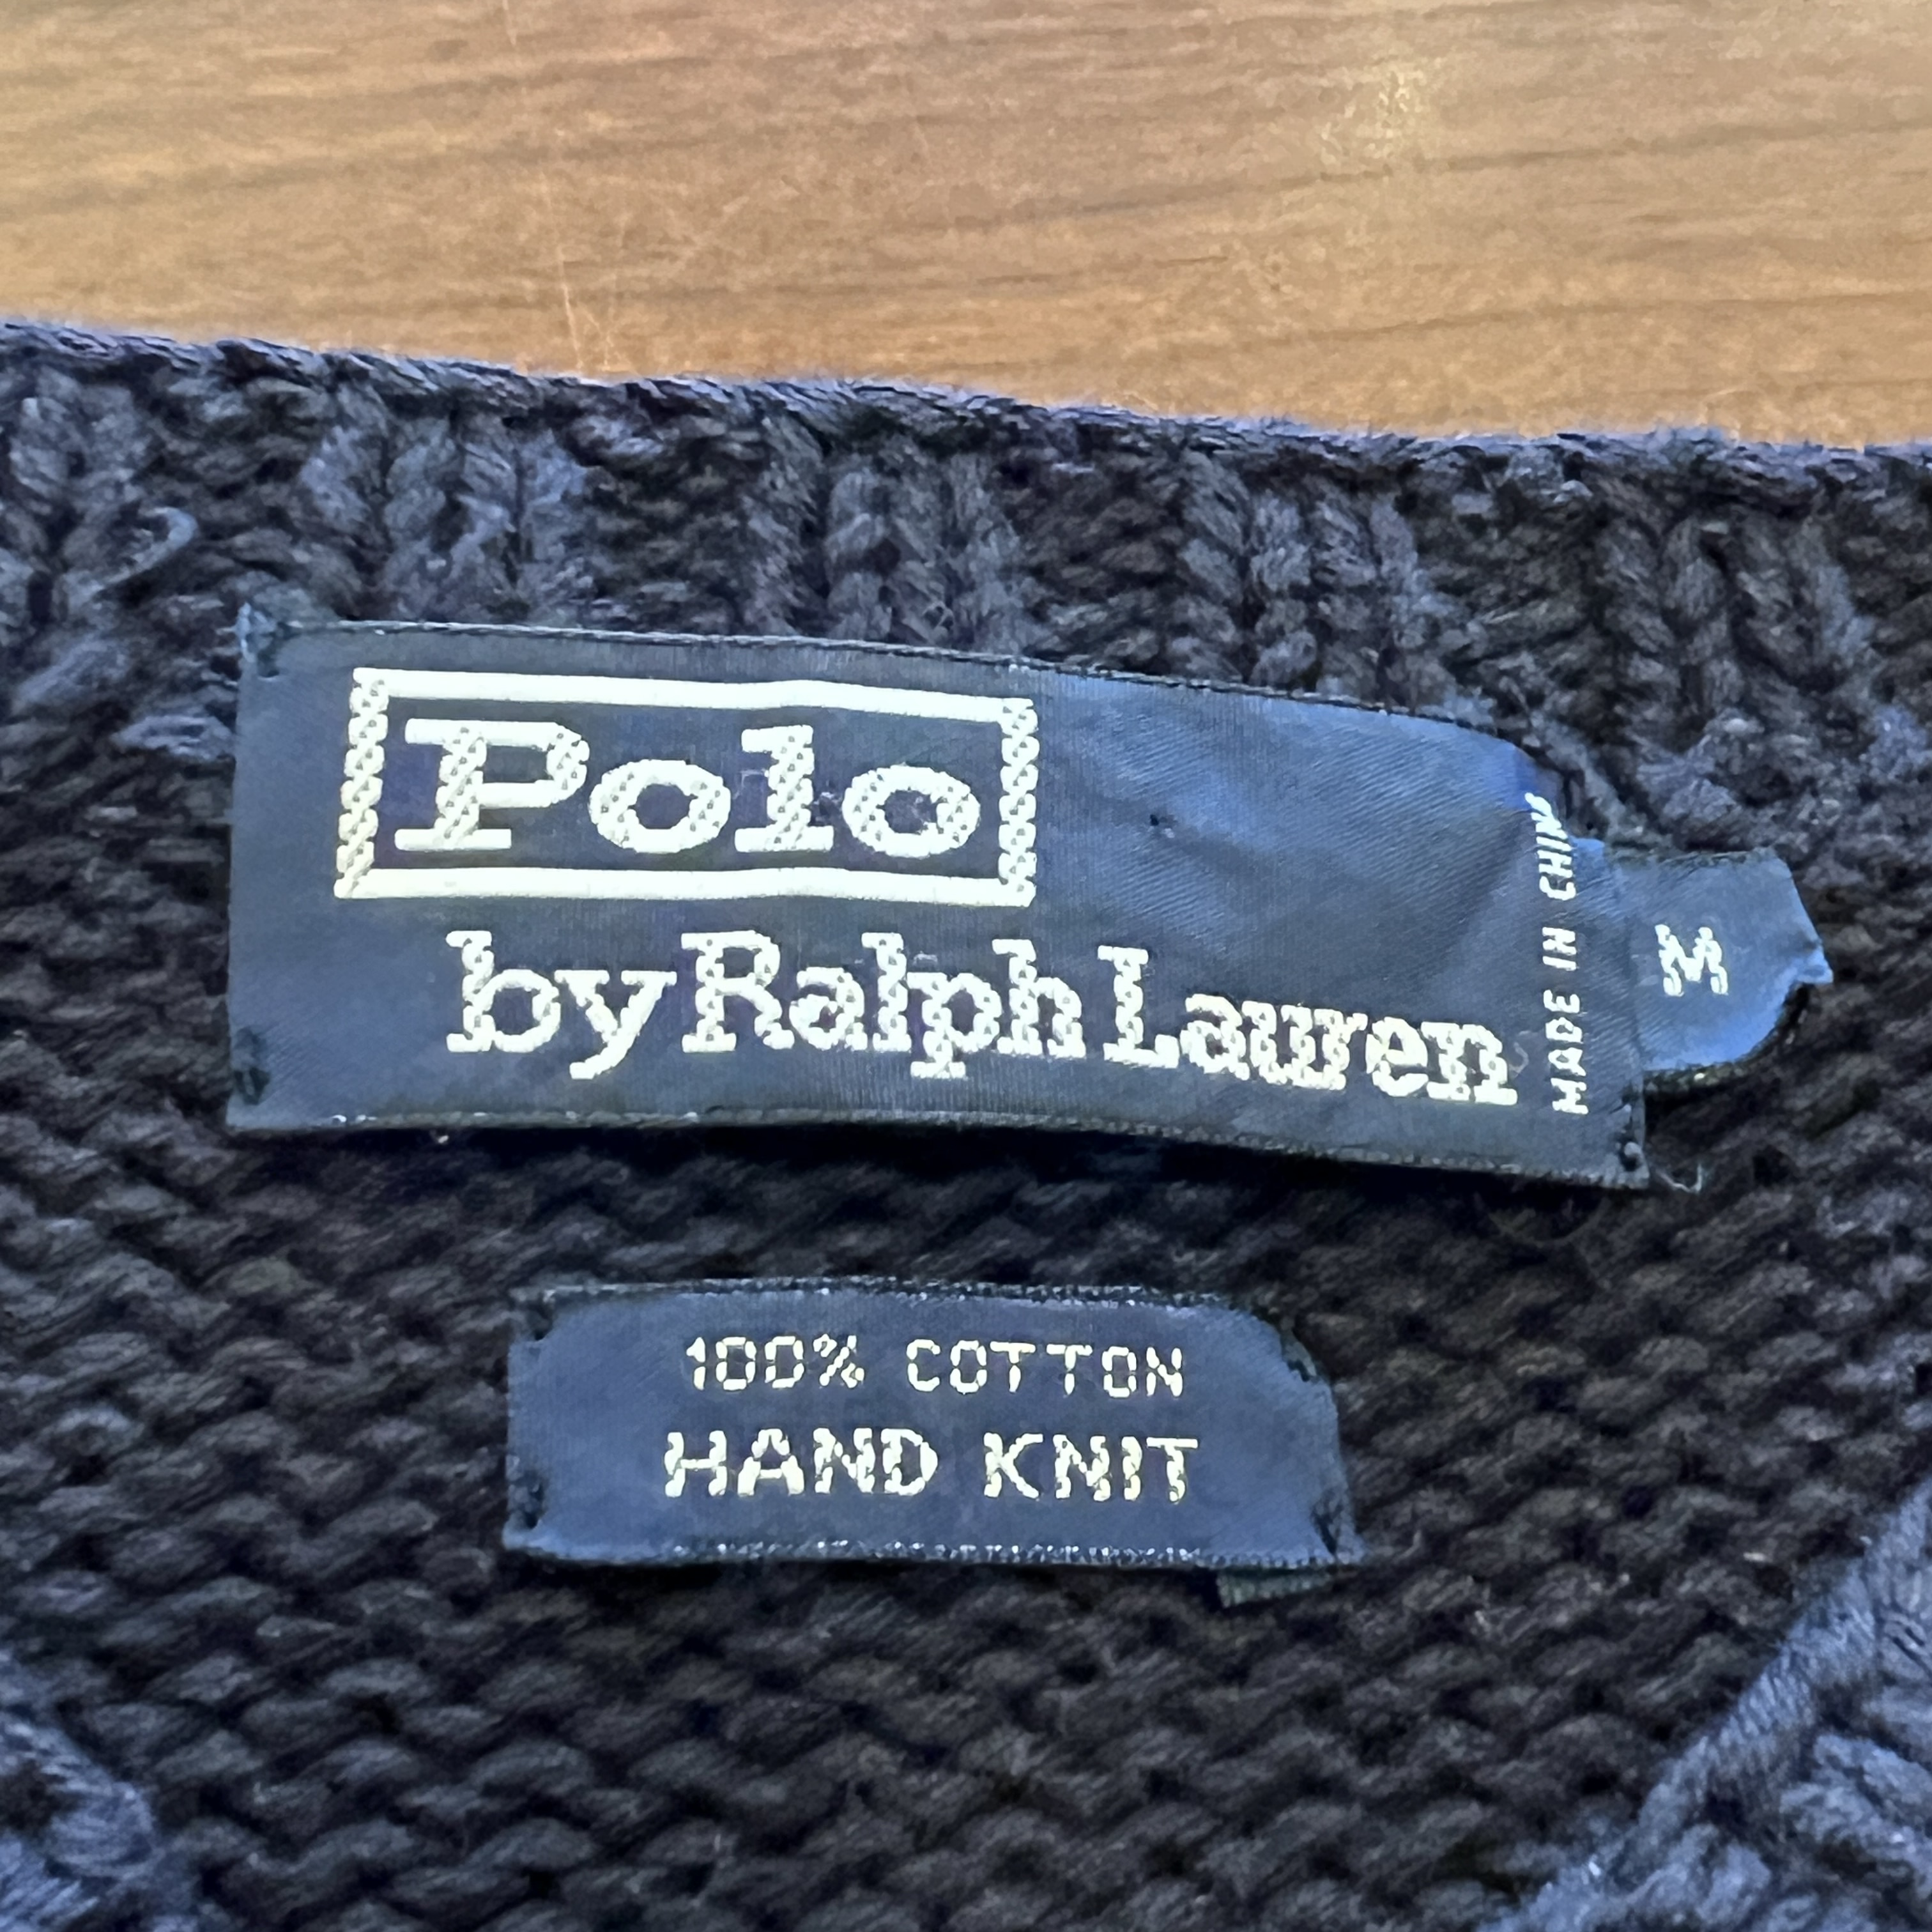 Polo
by Ralph Lauren
MADE IN CHINA
M
100% COTTON
HAND KNIT